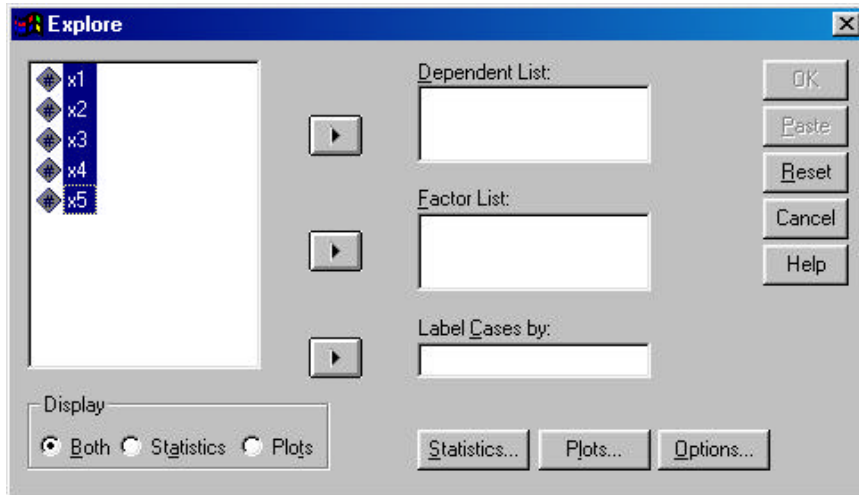 Explore
x1
x2
x3
x4
x5
Dependent List:
Factor List:
Label Cases by:
OK
Paste
Reset
Cancel
Help
Display
Both Statistics Plots
Statistics... Plots... Options...